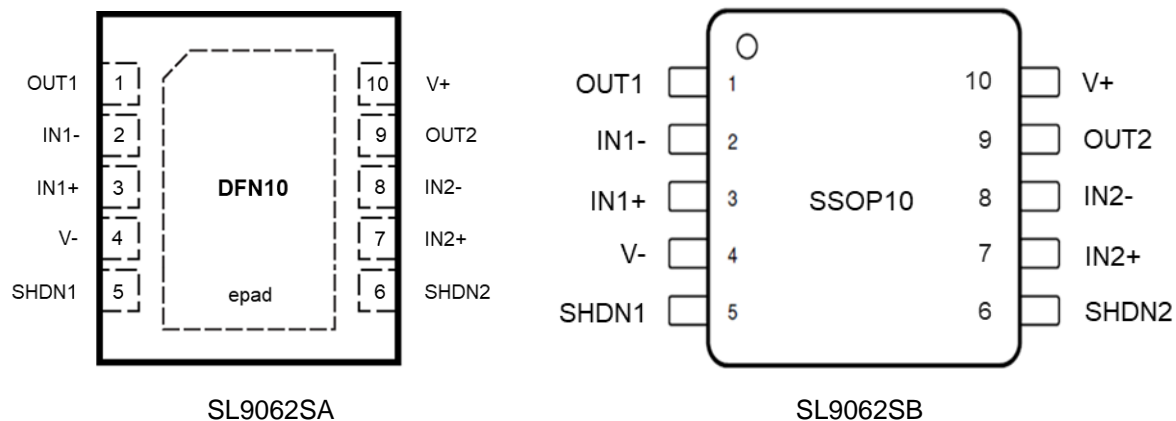 OUT1 1 10 V+
IN1- 2 9 OUT2
IN1+ 3 DFN10 8 IN2-
V- 4 7 IN2+
SHDN1 5 epad 6 SHDN2
SL9062SA
OUT1 1 10 V+
IN1- 2 9 OUT2
IN1+ 3 SSOP10 8 IN2-
V- 4 7 IN2+
SHDN1 5 6 SHDN2
SL9062SB